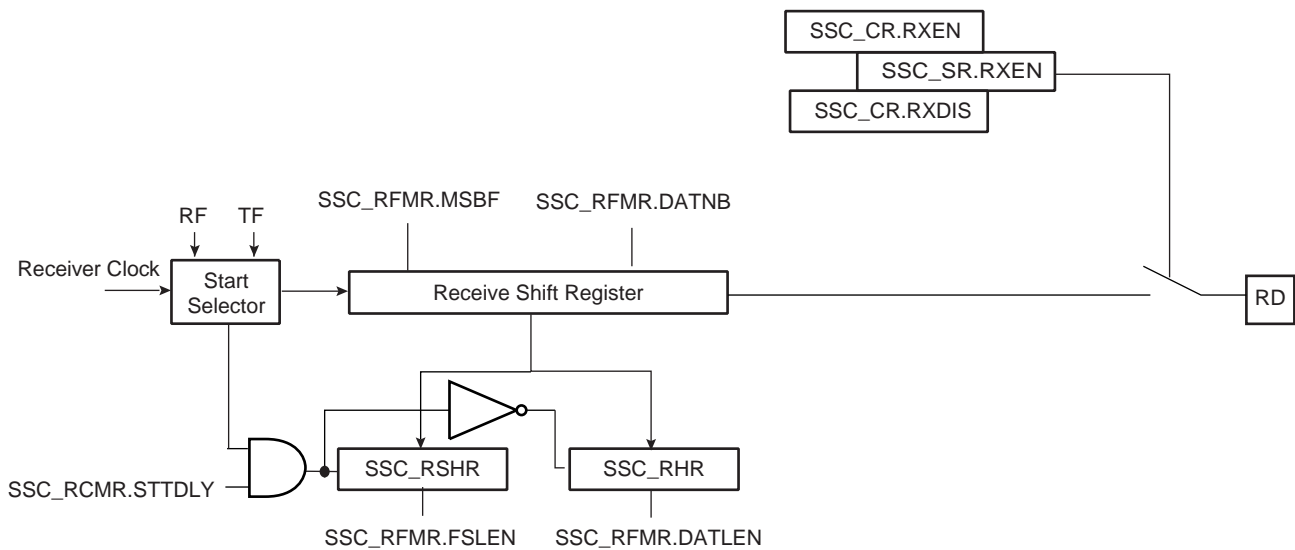 SSC_CR.RXEN
SSC_SR.RXEN
SSC_CR.RXDIS
SSC_RFMR.MSBF
SSC_RFMR.DATNB
RF
TF
Receiver Clock
Start
Selector
Receive Shift Register
RD
SSC_RSHR
SSC_RHR
SSC_RCMR.STTDLY
SSC_RFMR.FSLEN
SSC_RFMR.DATLEN